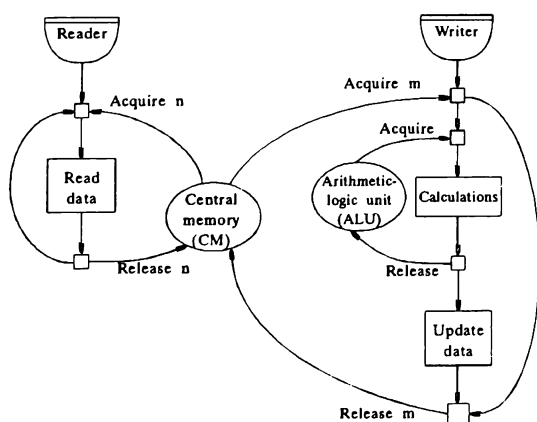 Reader
Writer
Acquire m
Acquire n
Acquire
Read
data
Central
memory
(CM)
Arithmetic-
logic unit
(ALU)
Calculations
Release n
Release
Update
data
Release m